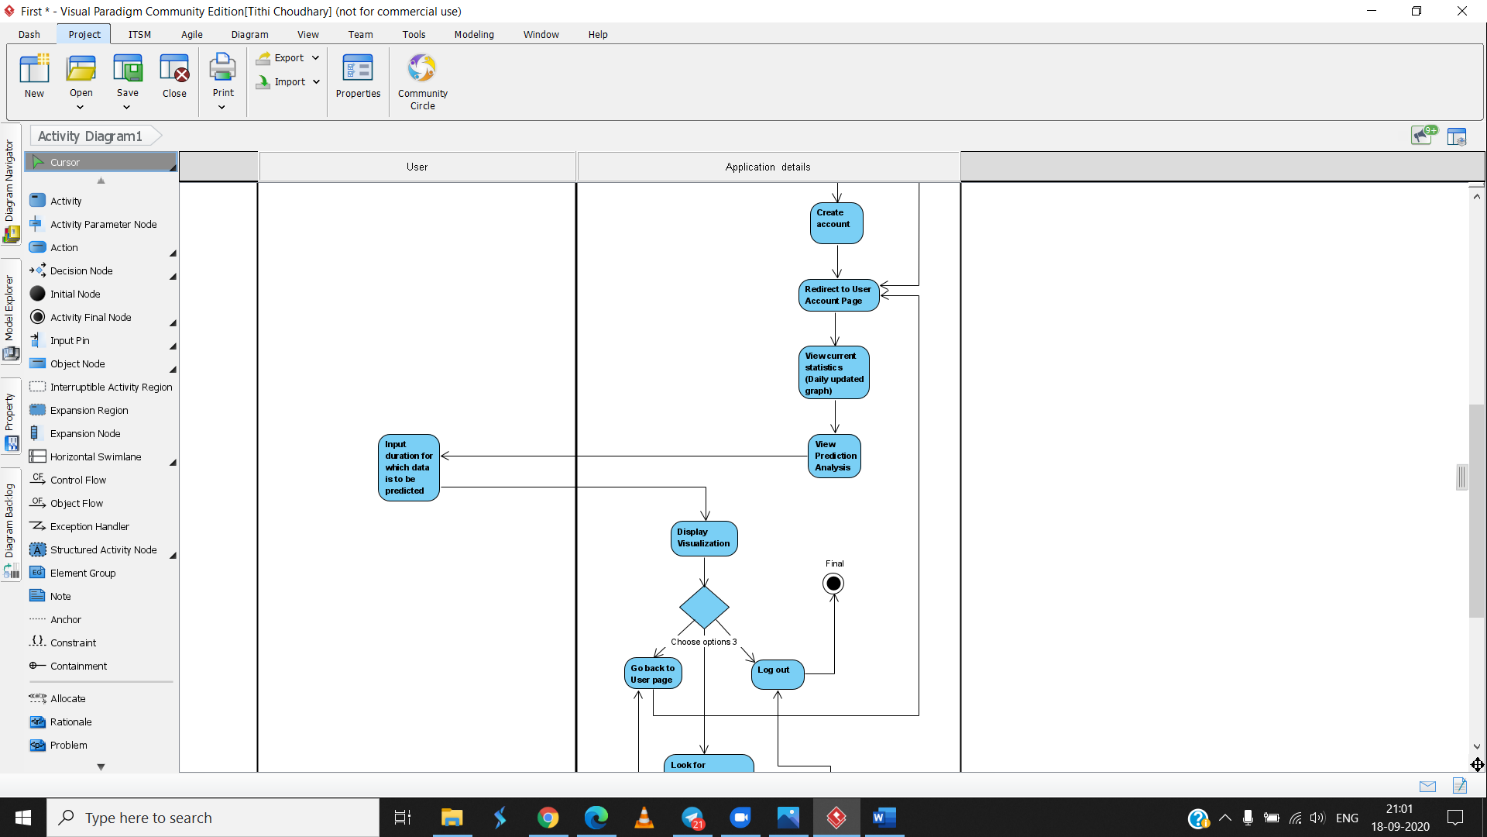 First * - Visual Paradigm Community Edition[Tithi Choudhary] (not for commercial use)
Dash Project ITSM Agile Diagram View Team Tools Modeling Window Help
New Open Save Close Print Export Import Properties Community Circle
Activity Diagram1
9+
Diagram Navigator
Model Explorer
Property
Diagram Backlog
Cursor
Activity
Activity Parameter Node
Action
Decision Node
Initial Node
Activity Final Node
Input Pin
Object Node
Interruptible Activity Region
Expansion Region
Expansion Node
Horizontal Swimlane
CF Control Flow
OF Object Flow
Exception Handler
A Structured Activity Node
EG Element Group
Note
Anchor
{} Constraint
Containment
Allocate
Rationale
Problem
User
Application details
Create
account
Redirect to User
Account Page
View current
statistics
(Daily updated
graph)
View
Prediction
Analysis
Input
duration for
which data
is to be
predicted
Display
Visualization
Final
Choose options 3
Go back to
User page
Log out
Look for
Type here to search
21
W
ENG
21:01
18-09-2020